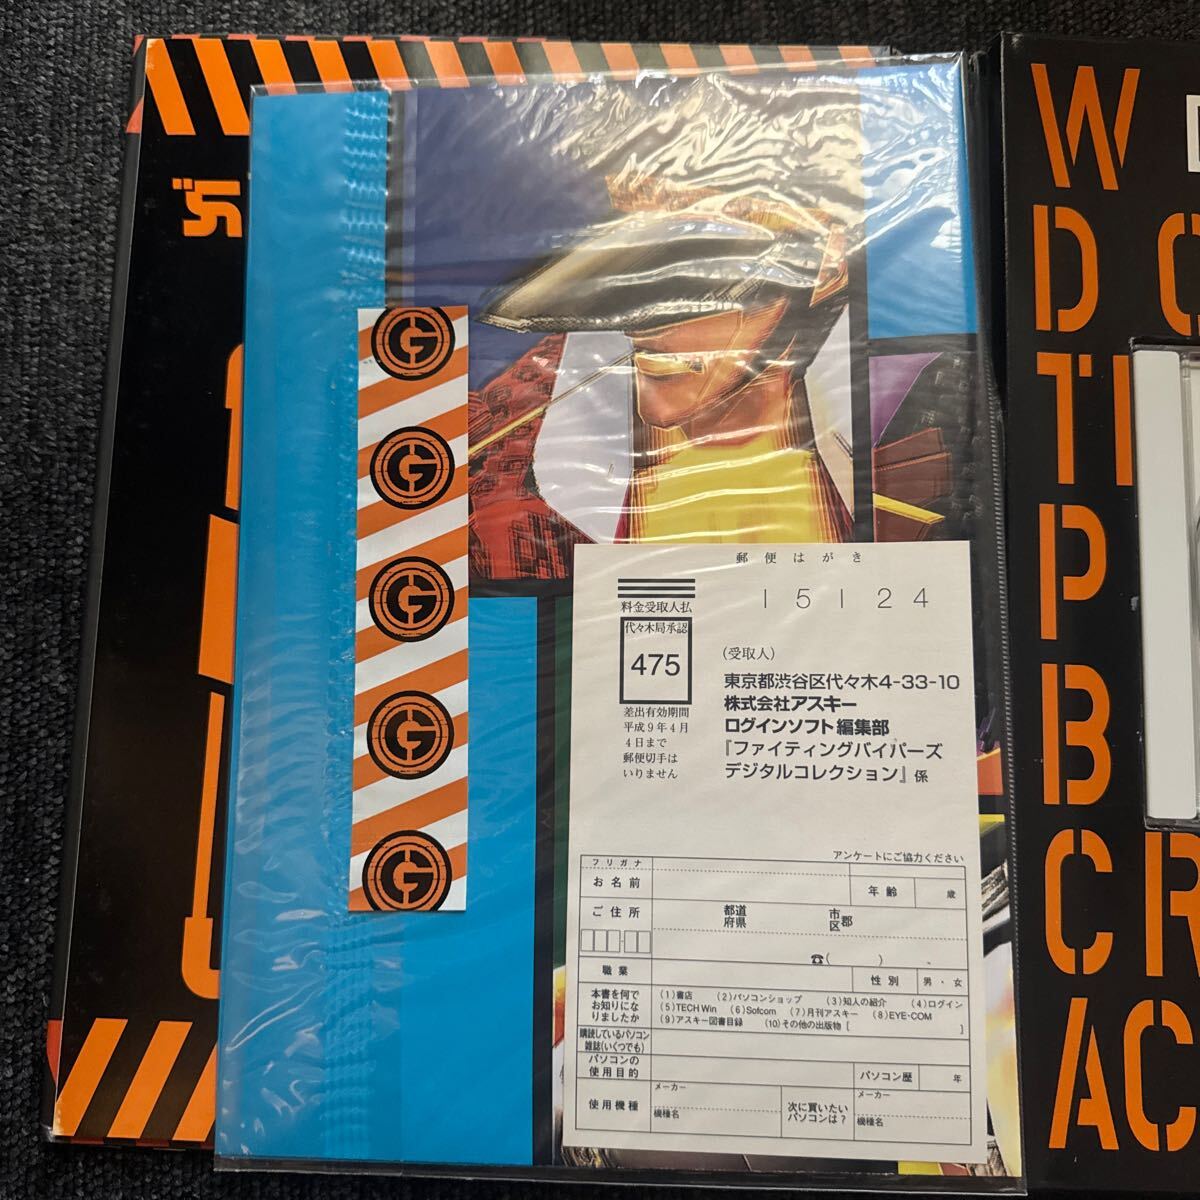 郵便はがき
料金受取人払
代々木局承認
475
差出有効期間
平成9年4月
4日まで
郵便切手は
いりません
15124
(受取人)
東京都渋谷区代々木4-33-10
株式会社アスキー
ログインソフト編集部
『ファイティングバイパーズ
デジタルコレクション』係
アンケートにご協力ください
フリガナ
お名前
年齢 歳
ご住所
都道府県
市区郡
☎( ) -
職業
性別 男・女
本書を何で
お知りにな
りましたか
(1)書店 (2)パソコンショップ (3)知人の紹介 (4)ログイン
(5)TECH Win (6)Sofcom (7)月刊アスキー (8)EYE・COM
(9)アスキー図書目録 (10)その他の出版物[ ]
購読しているパソコン
雑誌(いくつでも)
パソコンの
使用目的
パソコン歴 年
使用機種
メーカー
機種名
次に買いたい
パソコンは?
メーカー
機種名
G
G
G
G
G
W
D
TI
P
B
CR
AC